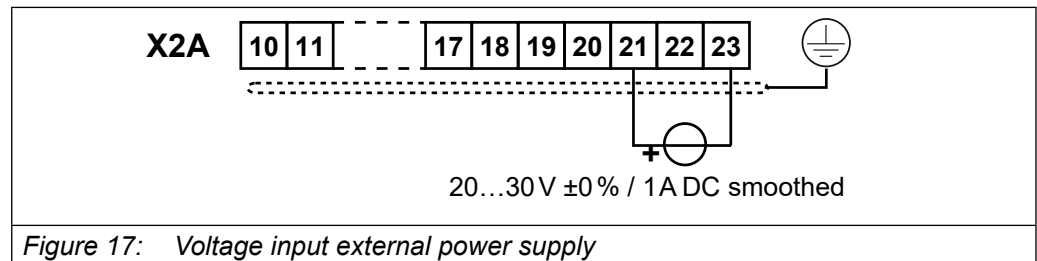 X2A 10 11 17 18 19 20 21 22 23
+
20…30 V ±0 % / 1 A DC smoothed
Figure 17: Voltage input external power supply